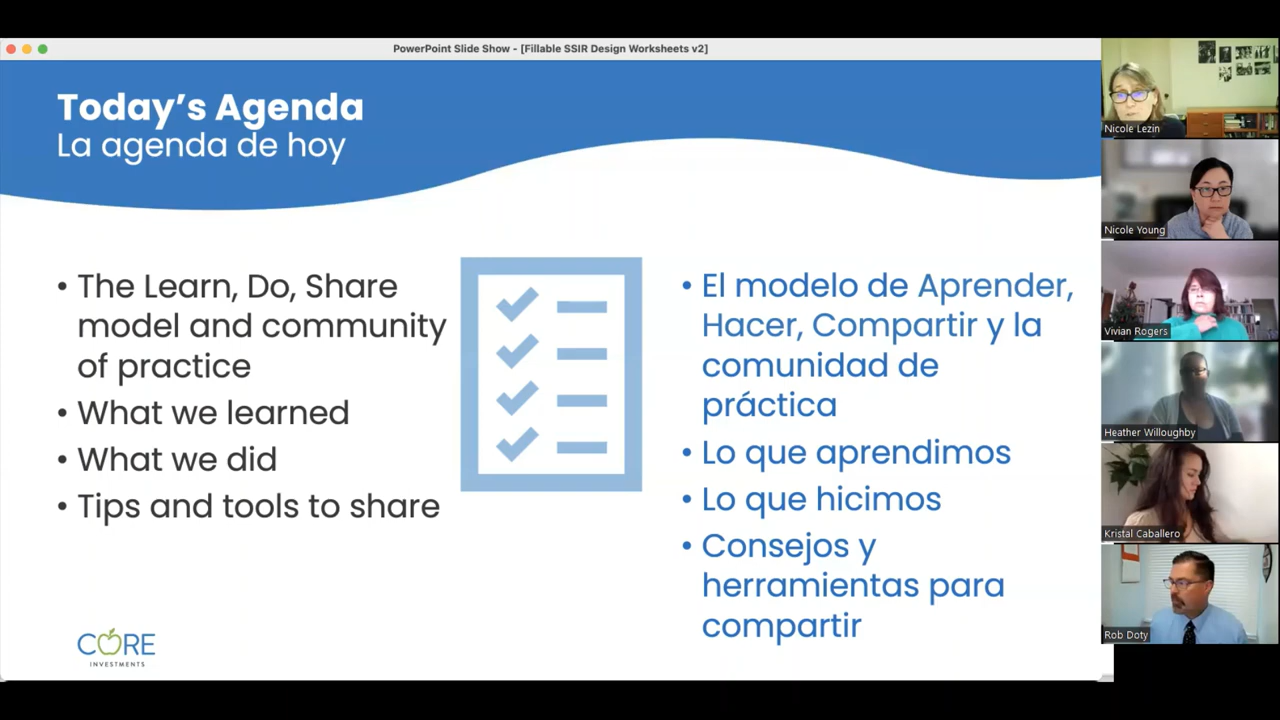 PowerPoint Slide Show - [Fillable SSIR Design Worksheets v2]
Today's Agenda
La agenda de hoy
• The Learn, Do, Share
model and community
of practice
• What we learned
• What we did
• Tips and tools to share
• El modelo de Aprender,
Hacer, Compartir y la
comunidad de
práctica
• Lo que aprendimos
• Lo que hicimos
• Consejos y
herramientas para
compartir
CORE
INVESTMENTS
Nicole Lezin
Nicole Young
Vivian Rogers
Heather Willoughby
Kristal Caballero
Rob Doty